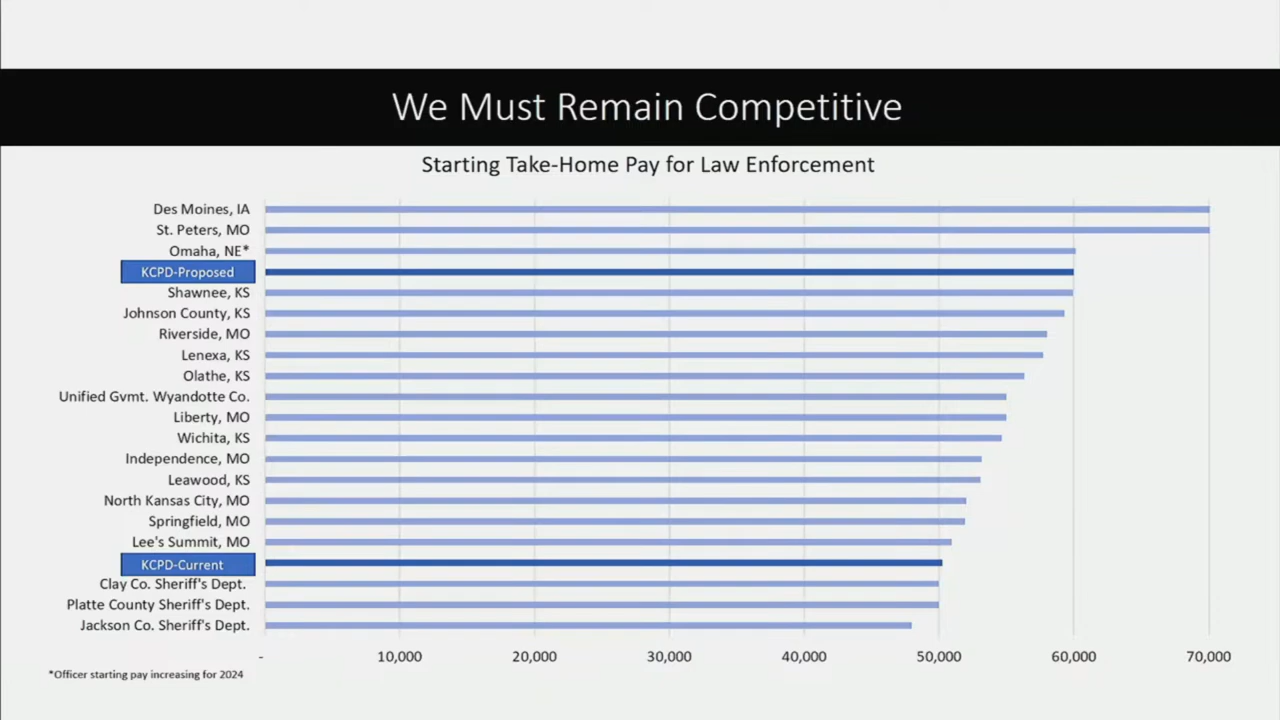 We Must Remain Competitive
Starting Take-Home Pay for Law Enforcement
Des Moines, IA
St. Peters, MO
Omaha, NE*
KCPD-Proposed
Shawnee, KS
Johnson County, KS
Riverside, MO
Lenexa, KS
Olathe, KS
Unified Gvmt. Wyandotte Co.
Liberty, MO
Wichita, KS
Independence, MO
Leawood, KS
North Kansas City, MO
Springfield, MO
Lee's Summit, MO
KCPD-Current
Clay Co. Sheriff's Dept.
Platte County Sheriff's Dept.
Jackson Co. Sheriff's Dept.
- 10,000 20,000 30,000 40,000 50,000 60,000 70,000
*Officer starting pay increasing for 2024